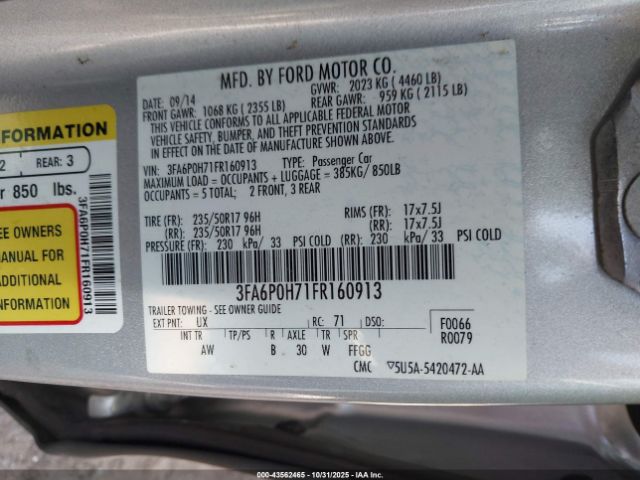 MFD. BY FORD MOTOR CO.
DATE: 09/14
GVWR: 2023 KG ( 4460 LB)
FRONT GAWR: 1068 KG ( 2355 LB)
REAR GAWR: 959 KG ( 2115 LB)
THIS VEHICLE CONFORMS TO ALL APPLICABLE FEDERAL MOTOR
VEHICLE SAFETY, BUMPER, AND THEFT PREVENTION STANDARDS
IN EFFECT ON THE DATE OF MANUFACTURE SHOWN ABOVE.
VIN: 3FA6P0H71FR160913 TYPE: Passenger Car
MAXIMUM LOAD = OCCUPANTS + LUGGAGE = 385KG/ 850LB
OCCUPANTS = 5 TOTAL; 2 FRONT, 3 REAR
TIRE (FR): 235/50R17 96H RIMS (FR): 17x7.5J
(RR): 235/50R17 96H (RR): 17x7.5J
PRESSURE (FR): 230 kPa/ 33 PSI COLD (RR): 230 kPa/ 33 PSI COLD
3FA6P0H71FR160913
TRAILER TOWING - SEE OWNER GUIDE
EXT PNT: UX RC: 71 DSO:
F0066
R0079
INT TR TP/PS R AXLE TR SPR
AW B 30 W FFGG
CMC ▽5U5A-5420472-AA
FORMATION
2 REAR: 3
r 850 lbs.
EE OWNERS
MANUAL FOR
ADDITIONAL
INFORMATION
3FA6P0H71FR160913
000-43562465 - 10/31/2025 - IAA Inc.